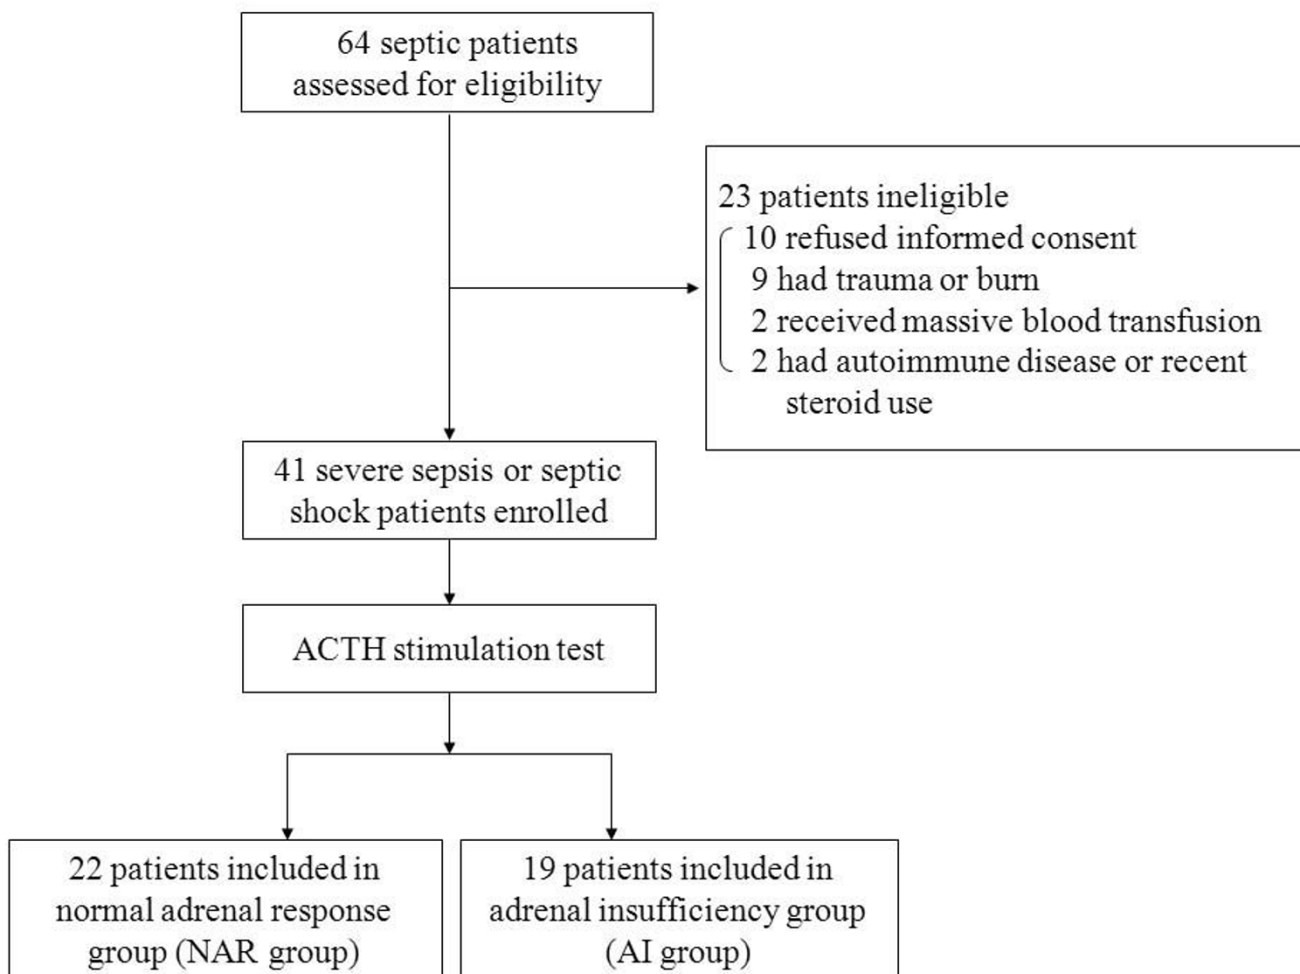 64 septic patients
assessed for eligibility
23 patients ineligible
10 refused informed consent
9 had trauma or burn
2 received massive blood transfusion
2 had autoimmune disease or recent
steroid use
41 severe sepsis or septic
shock patients enrolled
ACTH stimulation test
22 patients included in
normal adrenal response
group (NAR group)
19 patients included in
adrenal insufficiency group
(AI group)